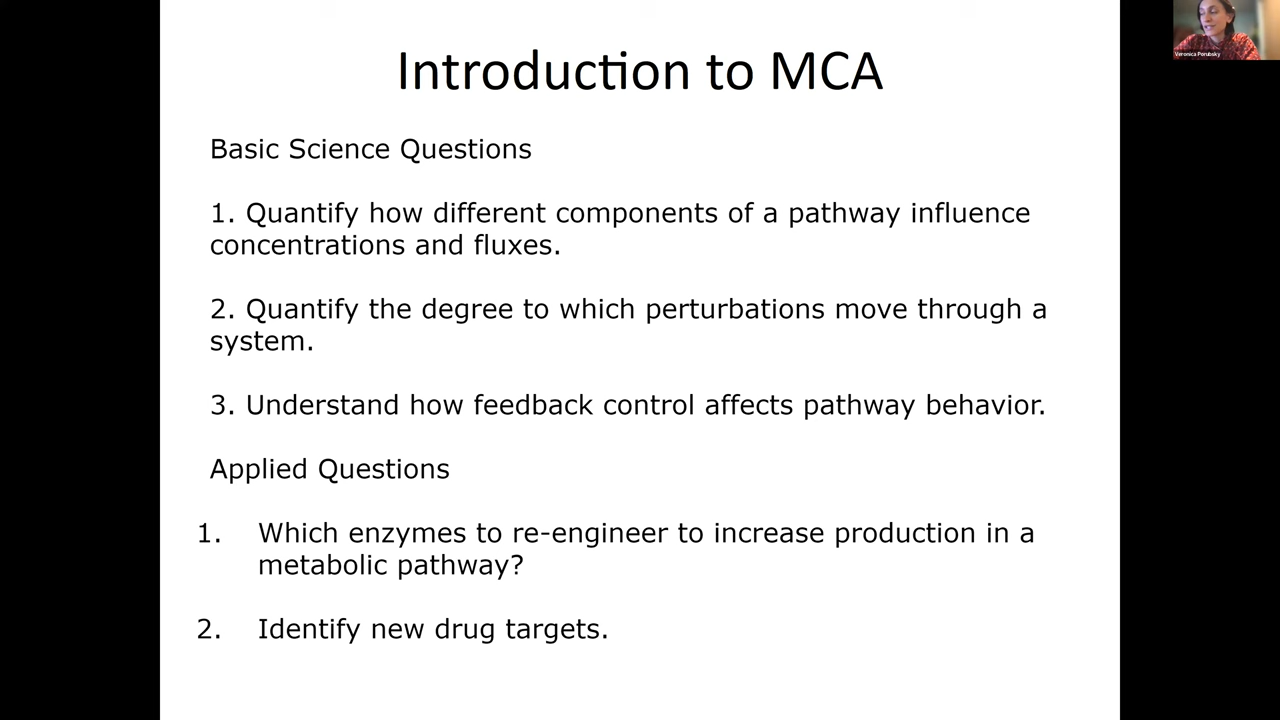 Introduction to MCA
Veronica Porubsky
Basic Science Questions
1. Quantify how different components of a pathway influence
concentrations and fluxes.
2. Quantify the degree to which perturbations move through a
system.
3. Understand how feedback control affects pathway behavior.
Applied Questions
1. Which enzymes to re-engineer to increase production in a
metabolic pathway?
2. Identify new drug targets.